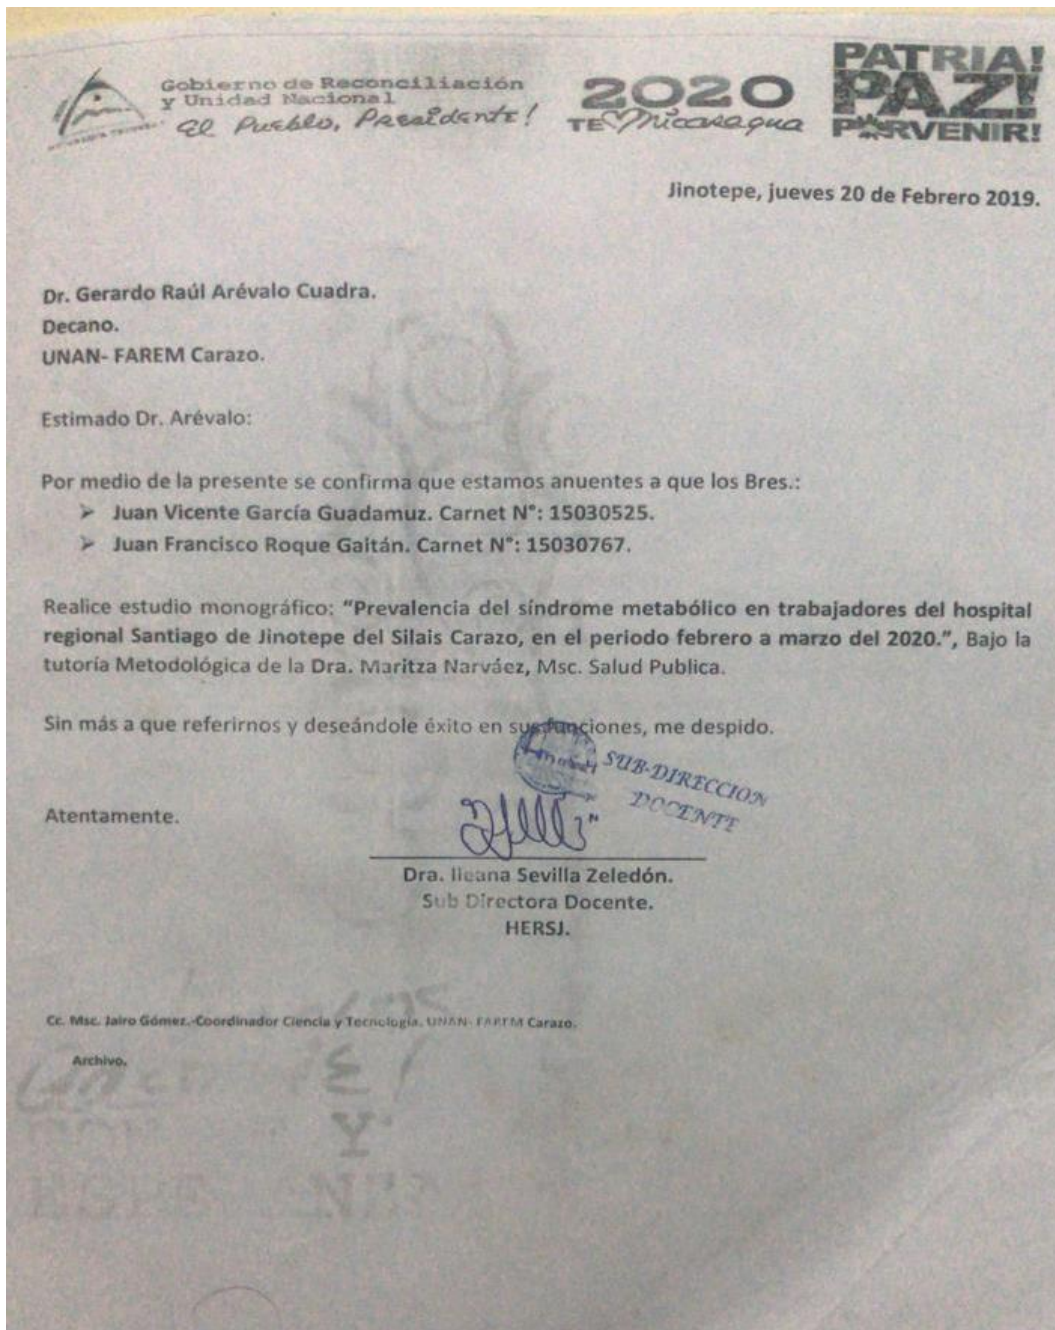 Gobierno de Reconciliación
y Unidad Nacional
El Pueblo, Presidente!
2020
TE Nicaragua
PATRIA!
PAZ!
PORVENIR!
Jinotepe, jueves 20 de Febrero 2019.
Dr. Gerardo Raúl Arévalo Cuadra.
Decano.
UNAN- FAREM Carazo.
Estimado Dr. Arévalo:
Por medio de la presente se confirma que estamos anuentes a que los Bres.:
➢ Juan Vicente García Guadamuz. Carnet N°: 15030525.
➢ Juan Francisco Roque Gaitán. Carnet N°: 15030767.
Realice estudio monográfico: “Prevalencia del síndrome metabólico en trabajadores del hospital
regional Santiago de Jinotepe del Silais Carazo, en el periodo febrero a marzo del 2020.”, Bajo la
tutoría Metodológica de la Dra. Maritza Narváez, Msc. Salud Publica.
Sin más a que referirnos y deseándole éxito en sus funciones, me despido.
SUB-DIRECCION
DOCENTE
Atentamente.
Dra. Ileana Sevilla Zeledón.
Sub Directora Docente.
HERSJ.
Cc. Msc. Jairo Gómez.-Coordinador Ciencia y Tecnología. UNAN- FAREM Carazo.
Archivo.